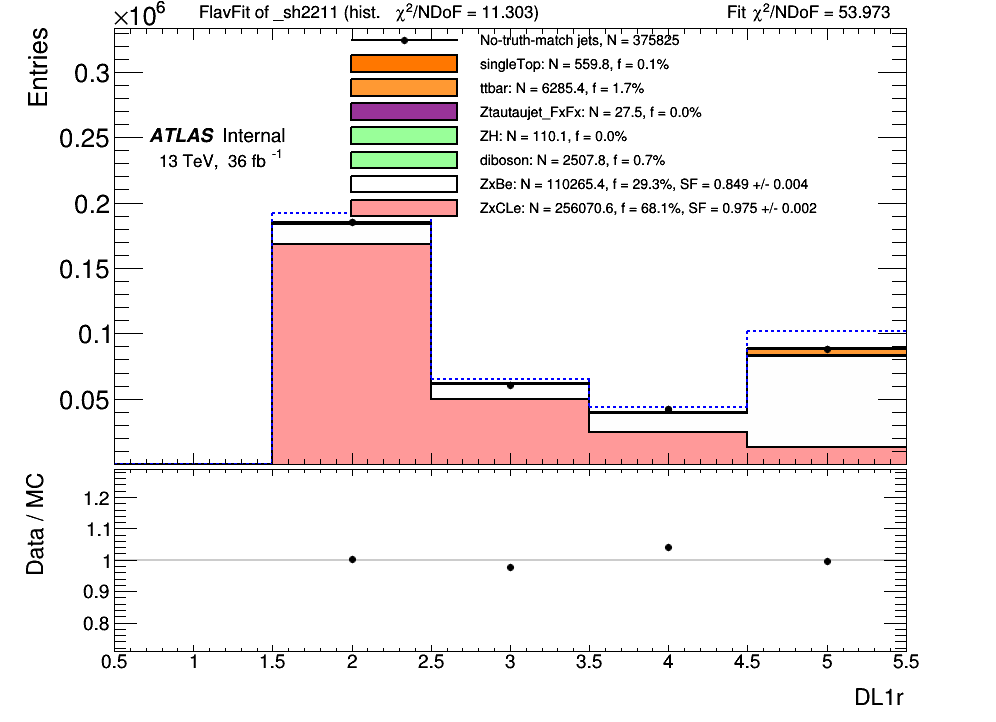 ×10⁶ FlavFit of _sh2211 (hist. χ²/NDoF = 11.303) Fit χ²/NDoF = 53.973
Entries
No-truth-match jets, N = 375825
singleTop: N = 559.8, f = 0.1%
ttbar: N = 6285.4, f = 1.7%
Ztautaujet_FxFx: N = 27.5, f = 0.0%
ZH: N = 110.1, f = 0.0%
diboson: N = 2507.8, f = 0.7%
ZxBe: N = 110265.4, f = 29.3%, SF = 0.849 +/- 0.004
ZxCLe: N = 256070.6, f = 68.1%, SF = 0.975 +/- 0.002
ATLAS Internal
13 TeV, 36 fb⁻¹
0.3
0.25
0.2
0.15
0.1
0.05
Data / MC
1.2
1.1
1
0.9
0.8
0.5 1 1.5 2 2.5 3 3.5 4 4.5 5 5.5
DL1r